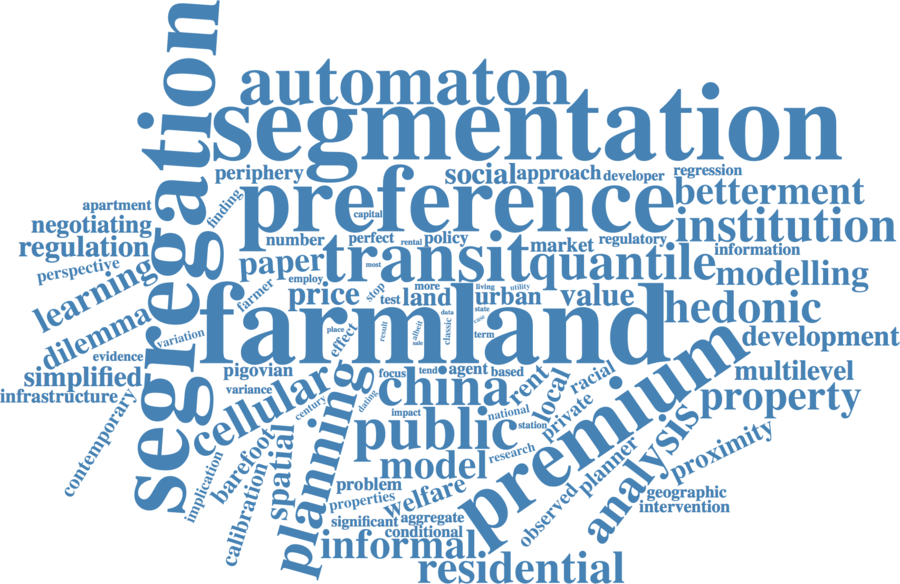 segregation
automaton
segmentation
periphery
social
approach
developer
regression
preference
betterment
apartment
finding
capital
institution
negotiating
number
perfect
rental
policy
market
regulatory
regulation
information
paper
transit
quantile
modelling
perspective
most
learning
farmer
employ
stop
more
living
utility
price
test
land
urban
value
hedonic
farmland
data
state
case
dilemma
variation
place
effect
result
albeit
sale
classic
term
development
evidence
premium
simplified
pigovian
focus
tend
agent
based
multilevel
infrastructure
variance
china
rent
racial
property
contemporary
cellular
century
dating
planning
impact
national
local
private
station
public
analysis
proximity
barefoot
spatial
implication
calibration
model
research
planner
observed
problem
properties
welfare
geographic
intervention
significant
aggregate
conditional
informal
residential